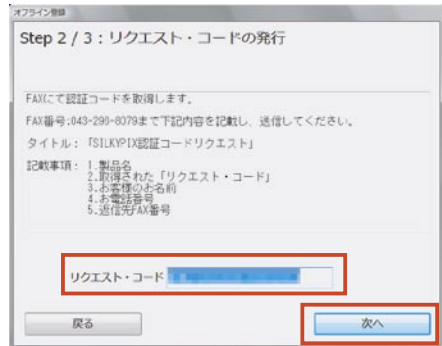 オフライン登録
Step 2 / 3：リクエスト・コードの発行
FAXにて認証コードを取得します。
FAX番号:043-296-8079まで下記内容を記載し、送信してください。
タイトル：「SILKYPIX認証コードリクエスト」
記載事項：1.製品名
2.取得された「リクエスト・コード」
3.お客様のお名前
4.お電話番号
5.返信先FAX番号
リクエスト・コード
戻る
次へ